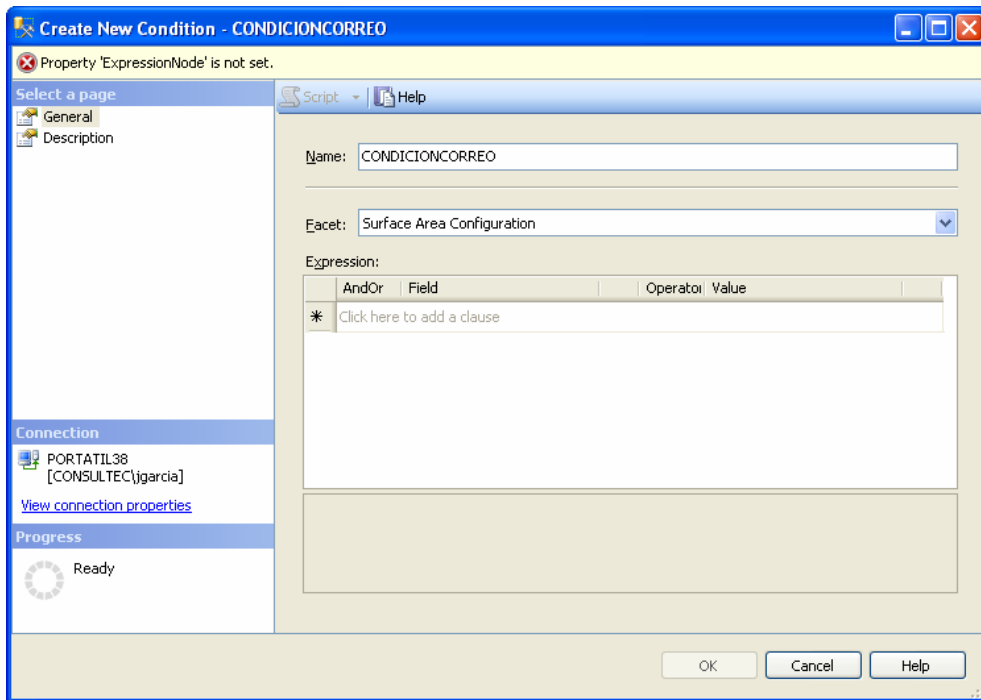 Create New Condition - CONDICIONCORREO
Property 'ExpressionNode' is not set.
Select a page
General
Description
Script
Help
Name: CONDICIONCORREO
Facet: Surface Area Configuration
Expression:
AndOr Field Operator Value
Click here to add a clause
Connection
PORTATIL38
[CONSULTEC\jgarcia]
View connection properties
Progress
Ready
OK
Cancel
Help